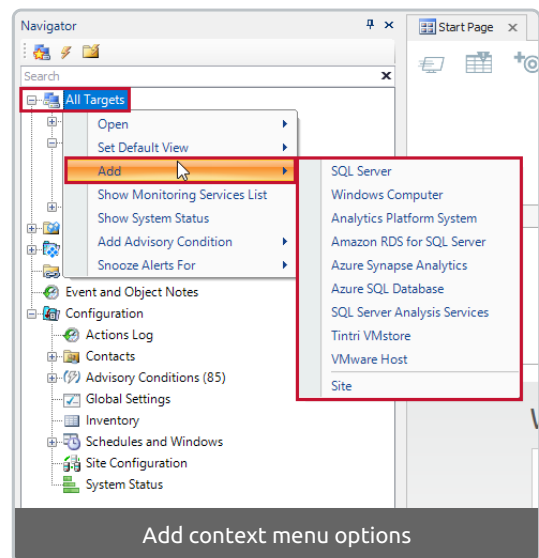 Navigator
Start Page
Search
All Targets
Open
Set Default View
Add
Show Monitoring Services List
Show System Status
Add Advisory Condition
Snooze Alerts For
SQL Server
Windows Computer
Analytics Platform System
Amazon RDS for SQL Server
Azure Synapse Analytics
Azure SQL Database
SQL Server Analysis Services
Tintri VMstore
VMware Host
Site
Event and Object Notes
Configuration
Actions Log
Contacts
Advisory Conditions (85)
Global Settings
Inventory
Schedules and Windows
Site Configuration
System Status
Add context menu options